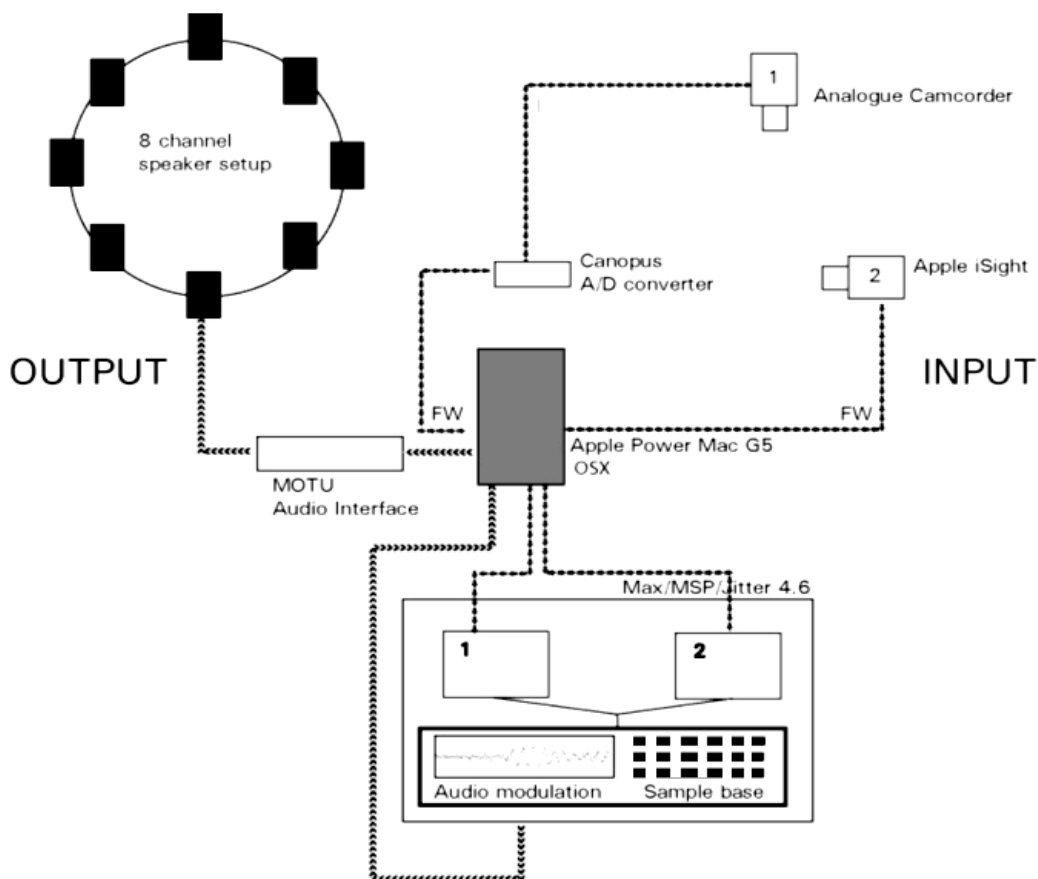 1
Analogue Camcorder
8 channel
speaker setup
Canopus
A/D converter
2
Apple iSight
OUTPUT
INPUT
FW
FW
Apple Power Mac G5
OSX
MOTU
Audio Interface
Max/MSP/Jitter 4.6
1
2
Audio modulation
Sample base